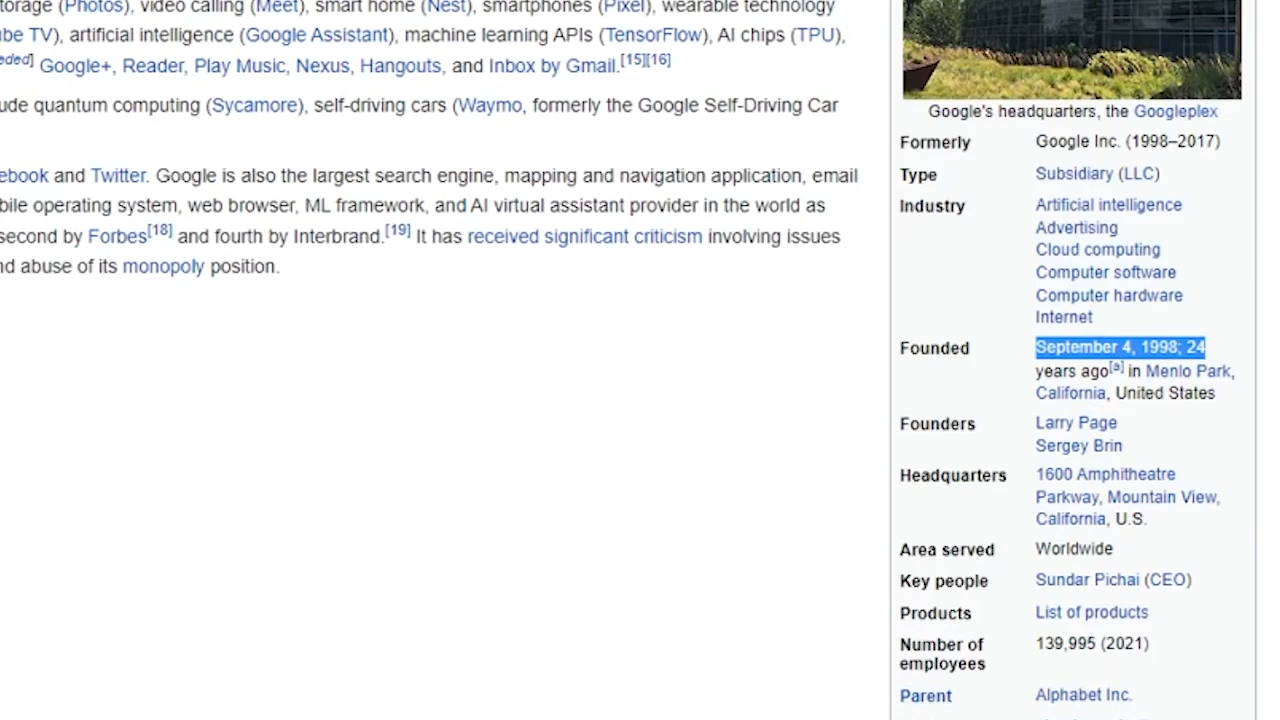 torage (Photos), video calling (Meet), smart home (Nest), smartphones (Pixel), wearable technology
ube TV), artificial intelligence (Google Assistant), machine learning APIs (TensorFlow), AI chips (TPU),
eded] Google+, Reader, Play Music, Nexus, Hangouts, and Inbox by Gmail.[15][16]
ude quantum computing (Sycamore), self-driving cars (Waymo, formerly the Google Self-Driving Car
ebook and Twitter. Google is also the largest search engine, mapping and navigation application, email
bile operating system, web browser, ML framework, and AI virtual assistant provider in the world as
second by Forbes[18] and fourth by Interbrand.[19] It has received significant criticism involving issues
nd abuse of its monopoly position.
Google's headquarters, the Googleplex
Formerly Google Inc. (1998–2017)
Type Subsidiary (LLC)
Industry Artificial intelligence
Advertising
Cloud computing
Computer software
Computer hardware
Internet
Founded September 4, 1998; 24
years ago[a] in Menlo Park,
California, United States
Founders Larry Page
Sergey Brin
Headquarters 1600 Amphitheatre
Parkway, Mountain View,
California, U.S.
Area served Worldwide
Key people Sundar Pichai (CEO)
Products List of products
Number of 139,995 (2021)
employees
Parent Alphabet Inc.